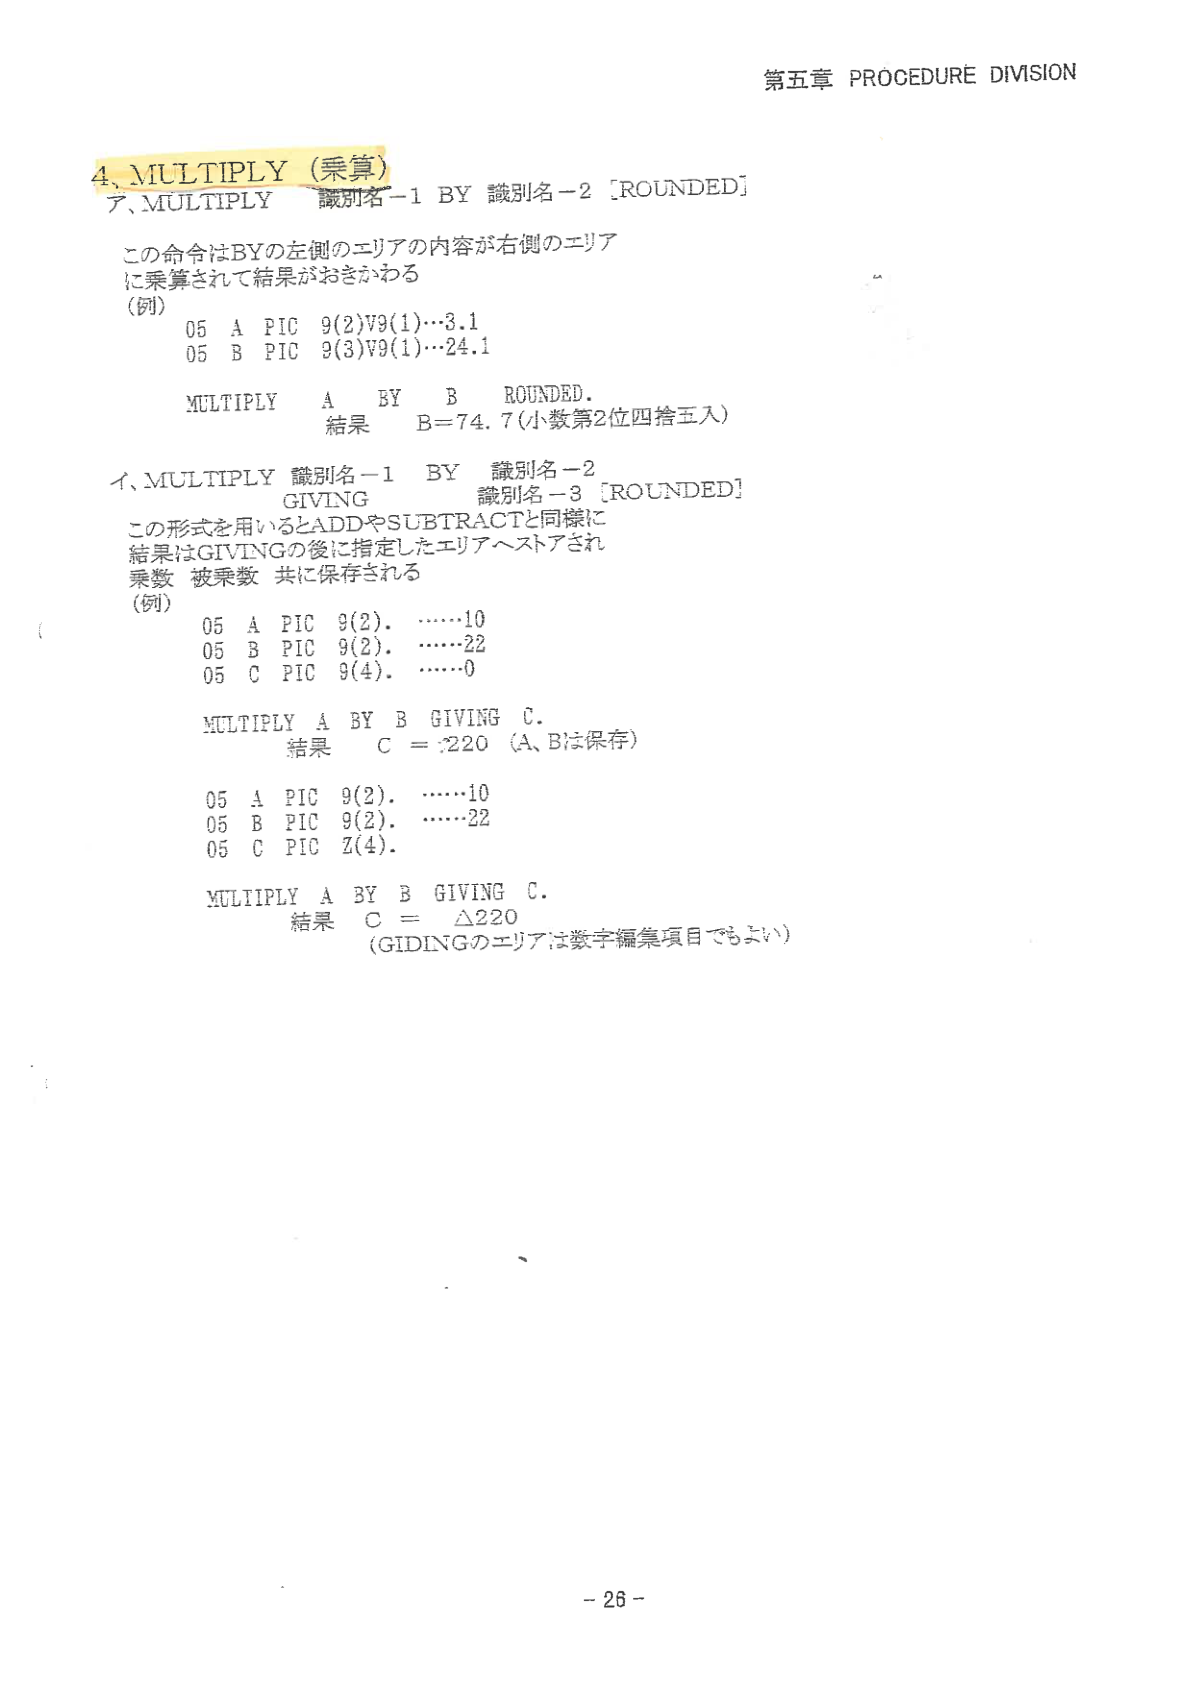 第五章 PROCEDURE DIVISION
4、MULTIPLY （乗算）
ア、MULTIPLY 識別名－1 BY 識別名－2 [ROUNDED]
この命令はBYの左側のエリアの内容が右側のエリア
に乗算されて結果がおきかわる
（例）
05 A PIC 9(2)V9(1)…3.1
05 B PIC 9(3)V9(1)…24.1
MULTIPLY A BY B ROUNDED.
結果 B＝74. 7（小数第2位四捨五入）
イ、MULTIPLY 識別名－1 BY 識別名－2
GIVING 識別名－3 [ROUNDED]
この形式を用いるとADDやSUBTRACTと同様に
結果はGIVINGの後に指定したエリアへストアされ
乗数 被乗数 共に保存される
（例）
05 A PIC 9(2). ……10
05 B PIC 9(2). ……22
05 C PIC 9(4). ……0
MULTIPLY A BY B GIVING C.
結果 C ＝ 220 （A、Bは保存）
05 A PIC 9(2). ……10
05 B PIC 9(2). ……22
05 C PIC Z(4).
MULTIPLY A BY B GIVING C.
結果 C ＝ △220
（GIDINGのエリアは数字編集項目でもよい）
－ 26 －